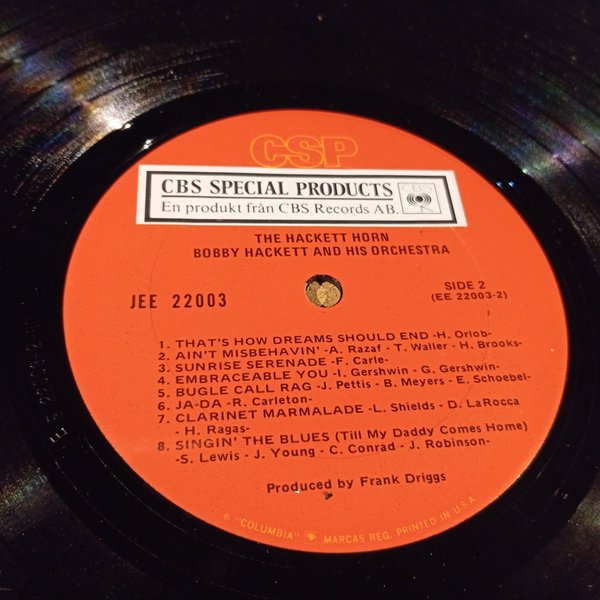 CSP
CBS SPECIAL PRODUCTS
CBS
En produkt från CBS Records AB.
THE HACKETT HORN
BOBBY HACKETT AND HIS ORCHESTRA
JEE 22003
SIDE 2
(EE 22003-2)
1. THAT'S HOW DREAMS SHOULD END -H. Orlob-
2. AIN'T MISBEHAVIN' -A. Razaf - T. Waller - H. Brooks-
3. SUNRISE SERENADE -F. Carle-
4. EMBRACEABLE YOU -I. Gershwin - G. Gershwin-
5. BUGLE CALL RAG -J. Pettis - B. Meyers - E. Schoebel-
6. JA-DA -R. Carleton-
7. CLARINET MARMALADE -L. Shields - D. LaRocca
- H. Ragas-
8. SINGIN' THE BLUES (Till My Daddy Comes Home)
-S. Lewis - J. Young - C. Conrad - J. Robinson-
Produced by Frank Driggs
"COLUMBIA" MARCAS REG. PRINTED IN U.S.A.